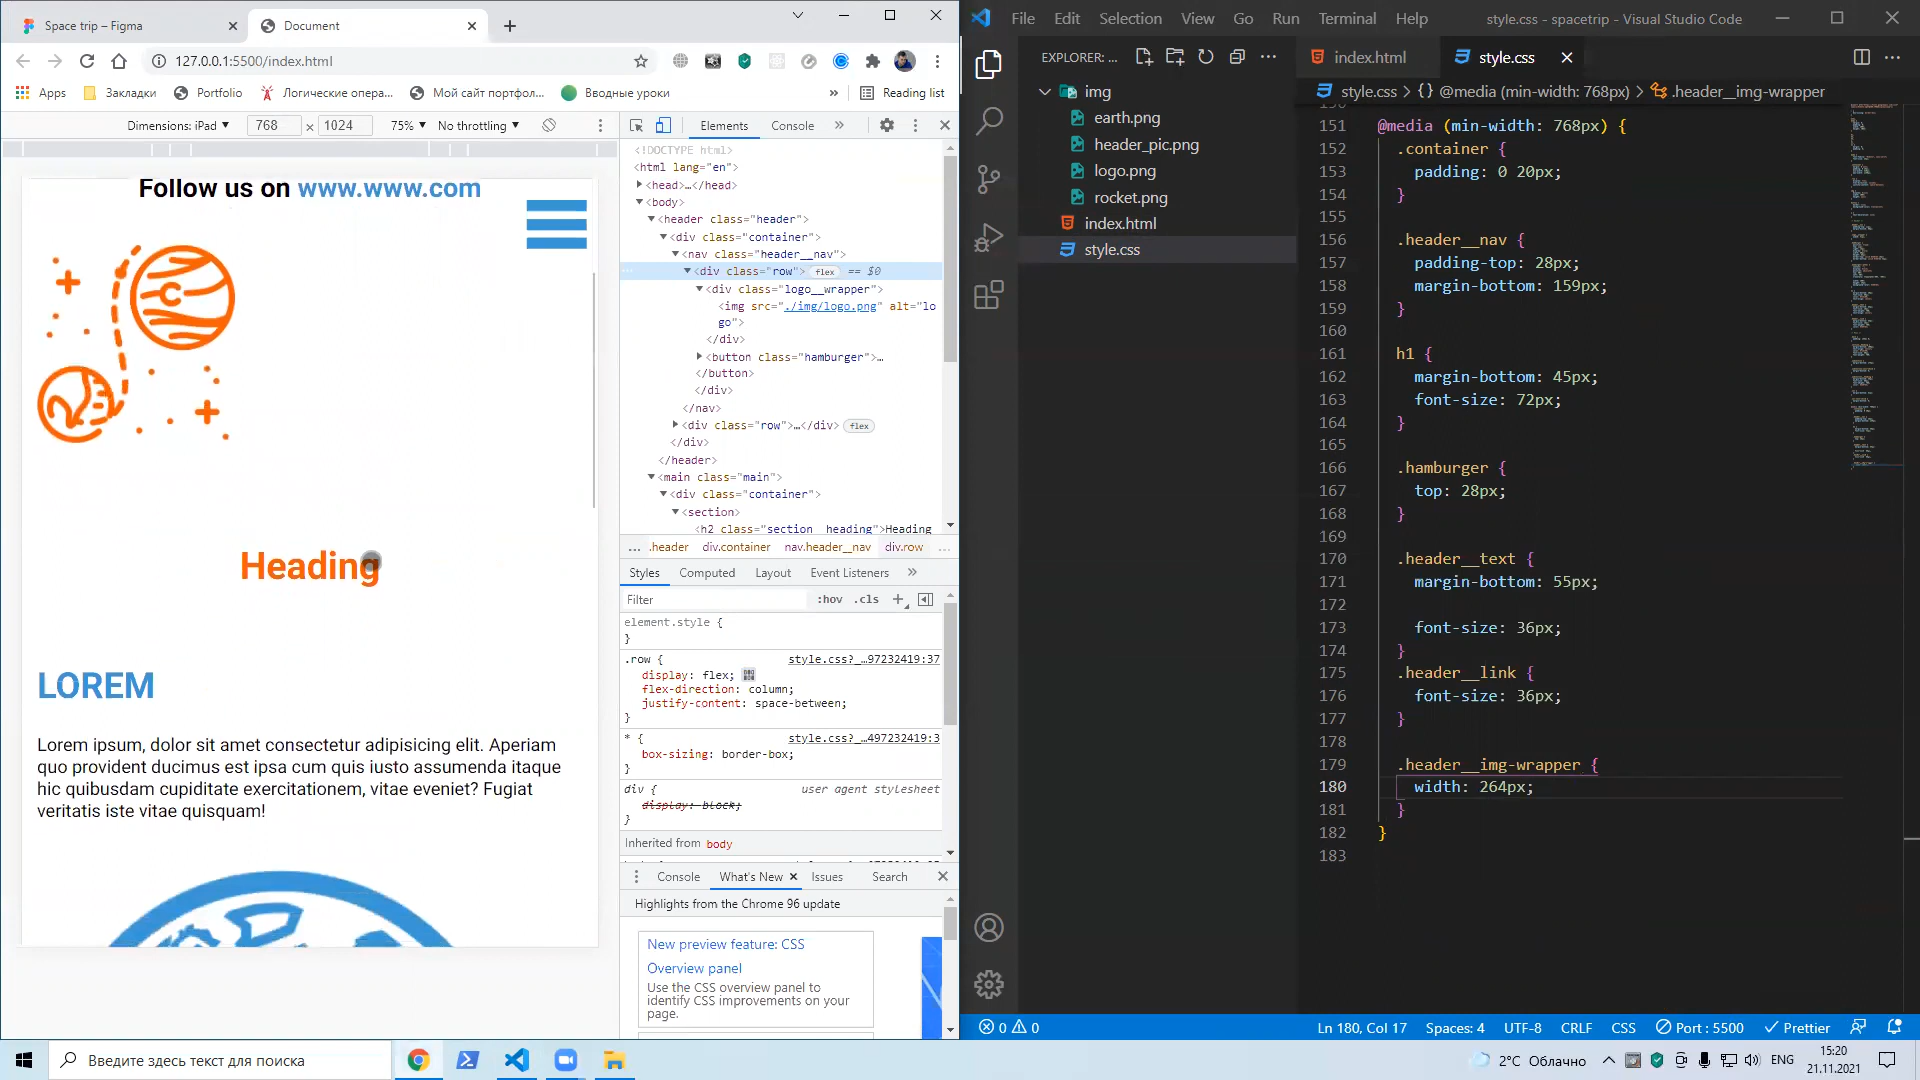 Space trip – Figma
Document
127.0.0.1:5500/index.html
Apps
Закладки
Portfolio
Логические опера...
Мой сайт портфол...
Вводные уроки
»
Reading list
Dimensions: iPad
768
x
1024
75%
No throttling
Follow us on www.www.com
Heading
LOREM
Lorem ipsum, dolor sit amet consectetur adipisicing elit. Aperiam
quo provident ducimus est ipsa cum quis iusto assumenda itaque
hic quibusdam cupiditate exercitationem, vitae eveniet? Fugiat
veritatis iste vitae quisquam!
Elements
Console
»
<!DOCTYPE html>
<html lang="en">
<head>…</head>
<body>
<header class="header">
<div class="container">
<nav class="header__nav">
<div class="row"> flex == $0
<div class="logo__wrapper">
<img src="./img/logo.png" alt="lo
go">
</div>
<button class="hamburger">…
</button>
</div>
</nav>
<div class="row">…</div> flex
</div>
</header>
<main class="main">
<div class="container">
<section>
<h2 class="section__heading">Heading
... .header div.container nav.header__nav div.row ...
Styles
Computed
Layout
Event Listeners
»
Filter
:hov .cls +
element.style {
}
.row { style.css?_…97232419:37
display: flex;
flex-direction: column;
justify-content: space-between;
}
* { style.css?_…497232419:3
box-sizing: border-box;
}
div { user agent stylesheet
display: block;
}
Inherited from body
Console
What's New
Issues
Search
Highlights from the Chrome 96 update
New preview feature: CSS
Overview panel
Use the CSS overview panel to
identify CSS improvements on your
page.
File Edit Selection View Go Run Terminal Help
style.css - spacetrip - Visual Studio Code
EXPLORER: ...
img
earth.png
header_pic.png
logo.png
rocket.png
index.html
style.css
index.html
style.css
style.css > {} @media (min-width: 768px) > .header__img-wrapper
151 @media (min-width: 768px) {
152 .container {
153 padding: 0 20px;
154 }
155
156 .header__nav {
157 padding-top: 28px;
158 margin-bottom: 159px;
159 }
160
161 h1 {
162 margin-bottom: 45px;
163 font-size: 72px;
164 }
165
166 .hamburger {
167 top: 28px;
168 }
169
170 .header__text {
171 margin-bottom: 55px;
172
173 font-size: 36px;
174 }
175 .header__link {
176 font-size: 36px;
177 }
178
179 .header__img-wrapper {
180 width: 264px;
181 }
182 }
183
0 0
Ln 180, Col 17
Spaces: 4
UTF-8
CRLF
CSS
Port : 5500
Prettier
Введите здесь текст для поиска
2°C Облачно
ENG
15:20
21.11.2021